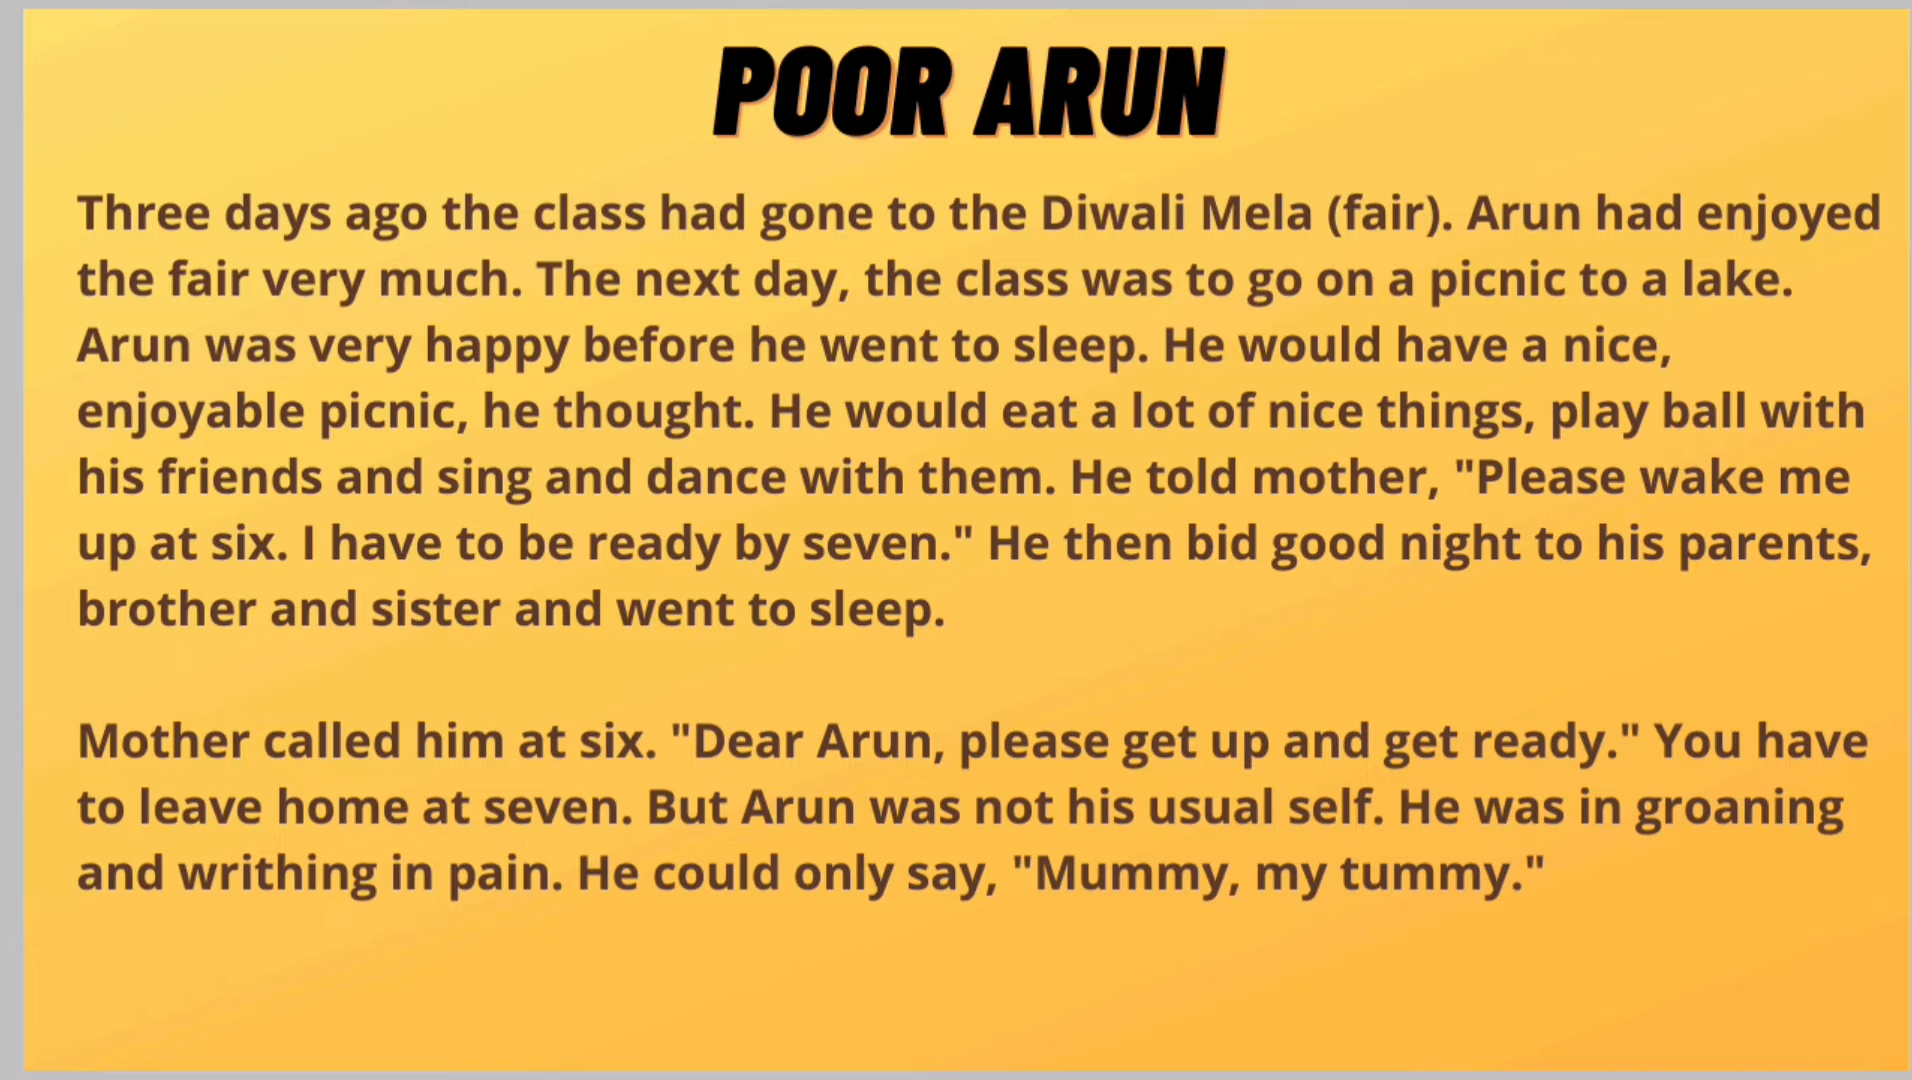 POOR ARUN
Three days ago the class had gone to the Diwali Mela (fair). Arun had enjoyed
the fair very much. The next day, the class was to go on a picnic to a lake.
Arun was very happy before he went to sleep. He would have a nice,
enjoyable picnic, he thought. He would eat a lot of nice things, play ball with
his friends and sing and dance with them. He told mother, "Please wake me
up at six. I have to be ready by seven." He then bid good night to his parents,
brother and sister and went to sleep.
Mother called him at six. "Dear Arun, please get up and get ready." You have
to leave home at seven. But Arun was not his usual self. He was in groaning
and writhing in pain. He could only say, "Mummy, my tummy."